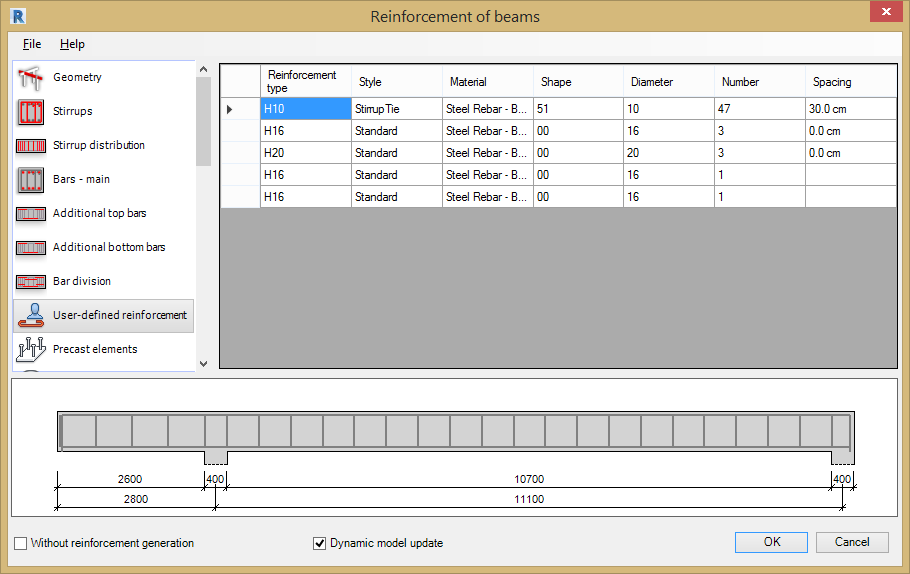 R
Reinforcement of beams
File Help
Geometry
Stirrups
Stirrup distribution
Bars - main
Additional top bars
Additional bottom bars
Bar division
User-defined reinforcement
Precast elements
Reinforcement type Style Material Shape Diameter Number Spacing
H10 StirrupTie Steel Rebar - B... 51 10 47 30.0 cm
H16 Standard Steel Rebar - B... 00 16 3 0.0 cm
H20 Standard Steel Rebar - B... 00 20 3 0.0 cm
H16 Standard Steel Rebar - B... 00 16 1
H16 Standard Steel Rebar - B... 00 16 1
2600 400 10700 400
2800 11100
Without reinforcement generation Dynamic model update OK Cancel